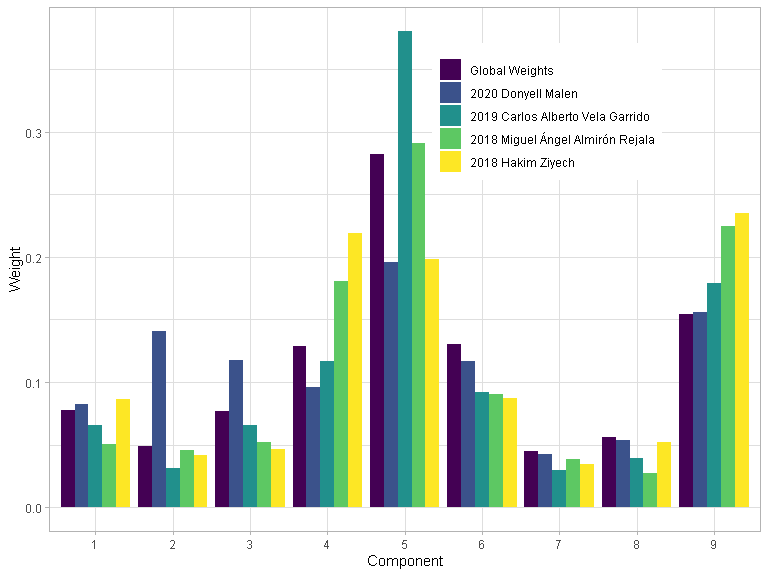 Global Weights
2020 Donyell Malen
2019 Carlos Alberto Vela Garrido
2018 Miguel Ángel Almirón Rejala
2018 Hakim Ziyech
0.3
0.2
0.1
0.0
Weight
1 2 3 4 5 6 7 8 9
Component